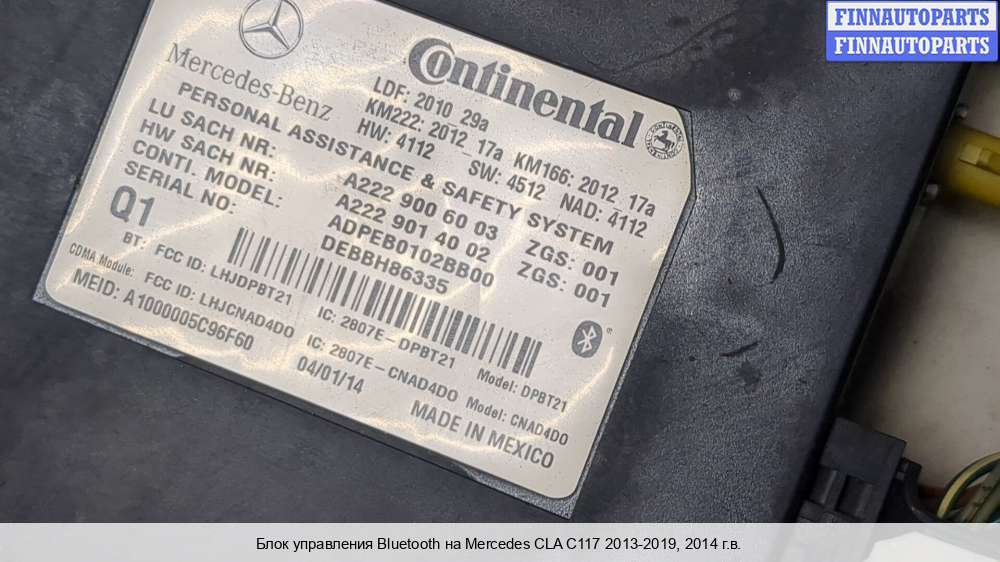 FINNAUTOPARTS
FINNAUTOPARTS
Mercedes-Benz
Continental
CONTINENTAL
LDF: 2010_29a
KM222: 2012_17a KM166: 2012_17a
HW: 4112 SW: 4512 NAD: 4112
PERSONAL ASSISTANCE & SAFETY SYSTEM
LU SACH NR: A222 900 60 03 ZGS: 001
HW SACH NR: A222 901 40 02 ZGS: 001
CONTI. MODEL: ADPEB0102BB00
SERIAL NO: DEBBH86335
Q1
BT: FCC ID: LHJDPBT21 IC: 2807E-DPBT21 Model: DPBT21
CDMA Module: FCC ID: LHJCNAD4DO IC: 2807E-CNAD4DO Model: CNAD4DO
MEID: A1000005C96F60 04/01/14 MADE IN MEXICO
Блок управления Bluetooth на Mercedes CLA C117 2013-2019, 2014 г.в.